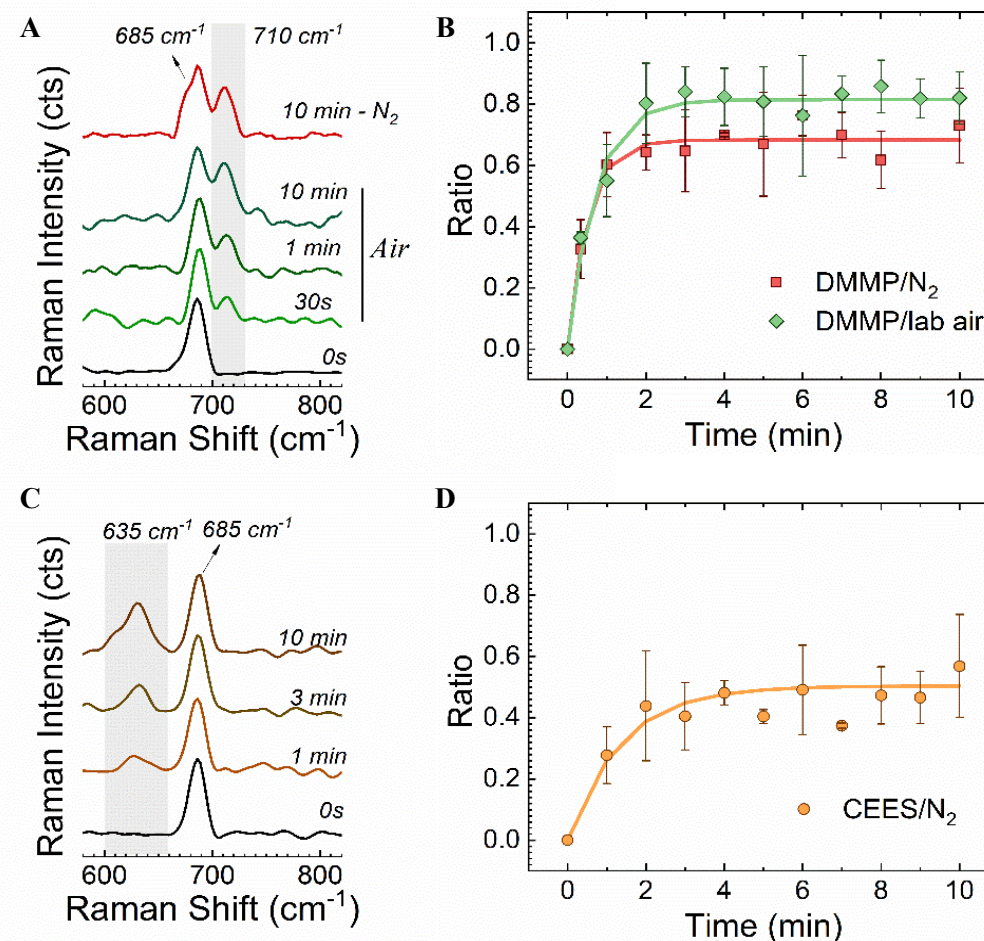 A
685 cm⁻¹
710 cm⁻¹
10 min - N₂
10 min
1 min
Air
30s
0s
Raman Intensity (cts)
600
700
800
Raman Shift (cm⁻¹)
B
1.0
0.8
0.6
0.4
0.2
0.0
Ratio
DMMP/N₂
DMMP/lab air
0
2
4
6
8
10
Time (min)
C
635 cm⁻¹
685 cm⁻¹
10 min
3 min
1 min
0s
Raman Intensity (cts)
600
700
800
Raman Shift (cm⁻¹)
D
1.0
0.8
0.6
0.4
0.2
0.0
Ratio
CEES/N₂
0
2
4
6
8
10
Time (min)